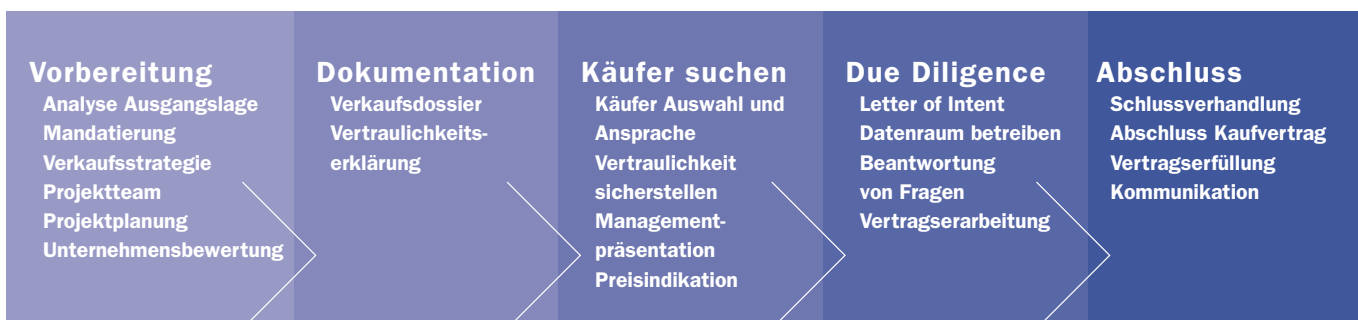 Vorbereitung
Analyse Ausgangslage
Mandatierung
Verkaufsstrategie
Projektteam
Projektplanung
Unternehmensbewertung
Dokumentation
Verkaufsdossier
Vertraulichkeits-
erklärung
Käufer suchen
Käufer Auswahl und
Ansprache
Vertraulichkeit
sicherstellen
Management-
präsentation
Preisindikation
Due Diligence
Letter of Intent
Datenraum betreiben
Beantwortung
von Fragen
Vertragserarbeitung
Abschluss
Schlussverhandlung
Abschluss Kaufvertrag
Vertragserfüllung
Kommunikation